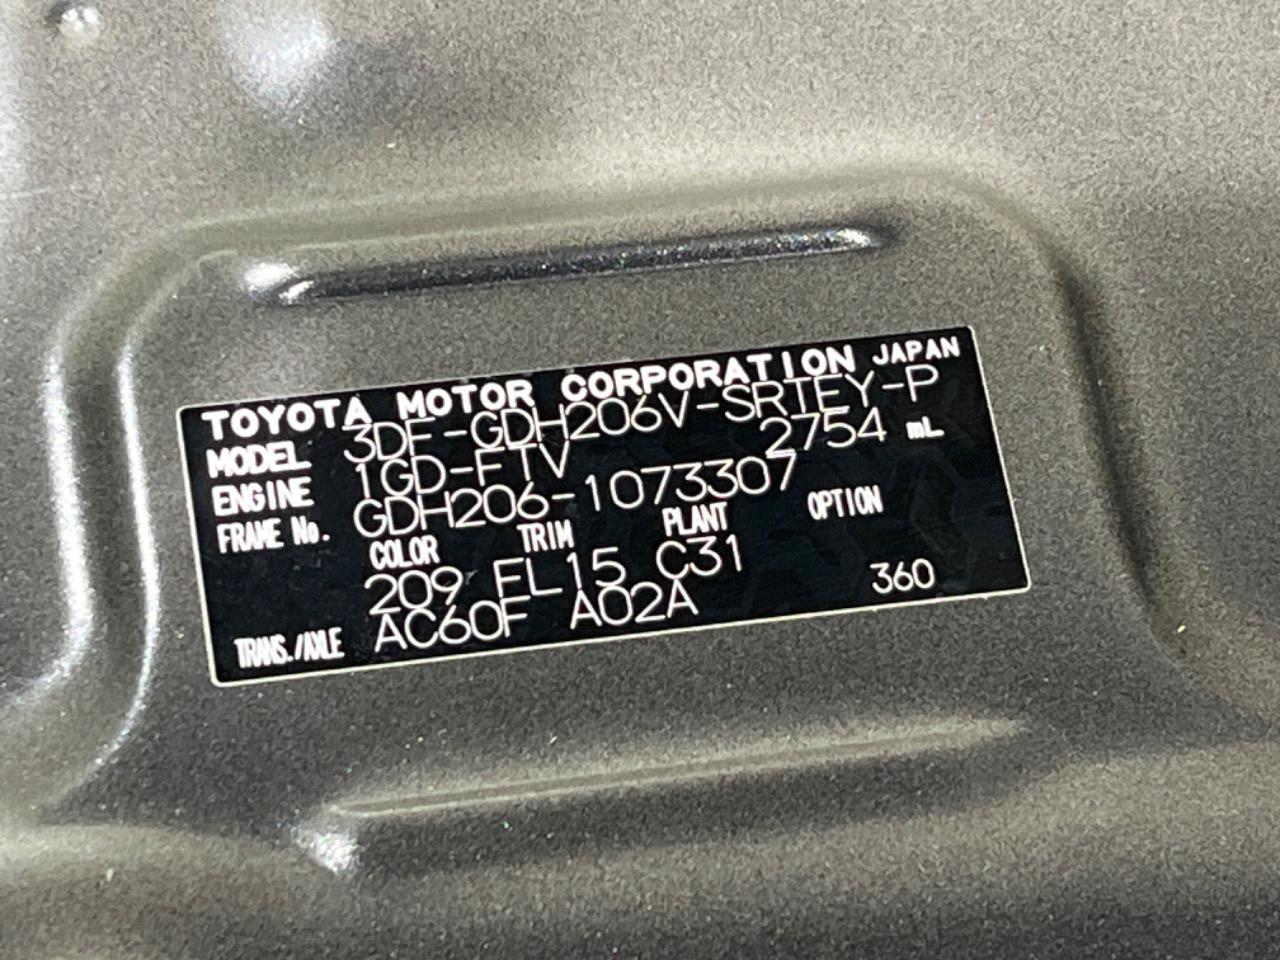 TOYOTA MOTOR CORPORATION JAPAN
MODEL 3DF-GDH206V-SRTEY-P
ENGINE 1GD-FTV 2754 mL
FRAME No. GDH206-1073307
COLOR TRIM PLANT OPTION
209 FL15 C31
TRANS./AXLE AC60F A02A 360